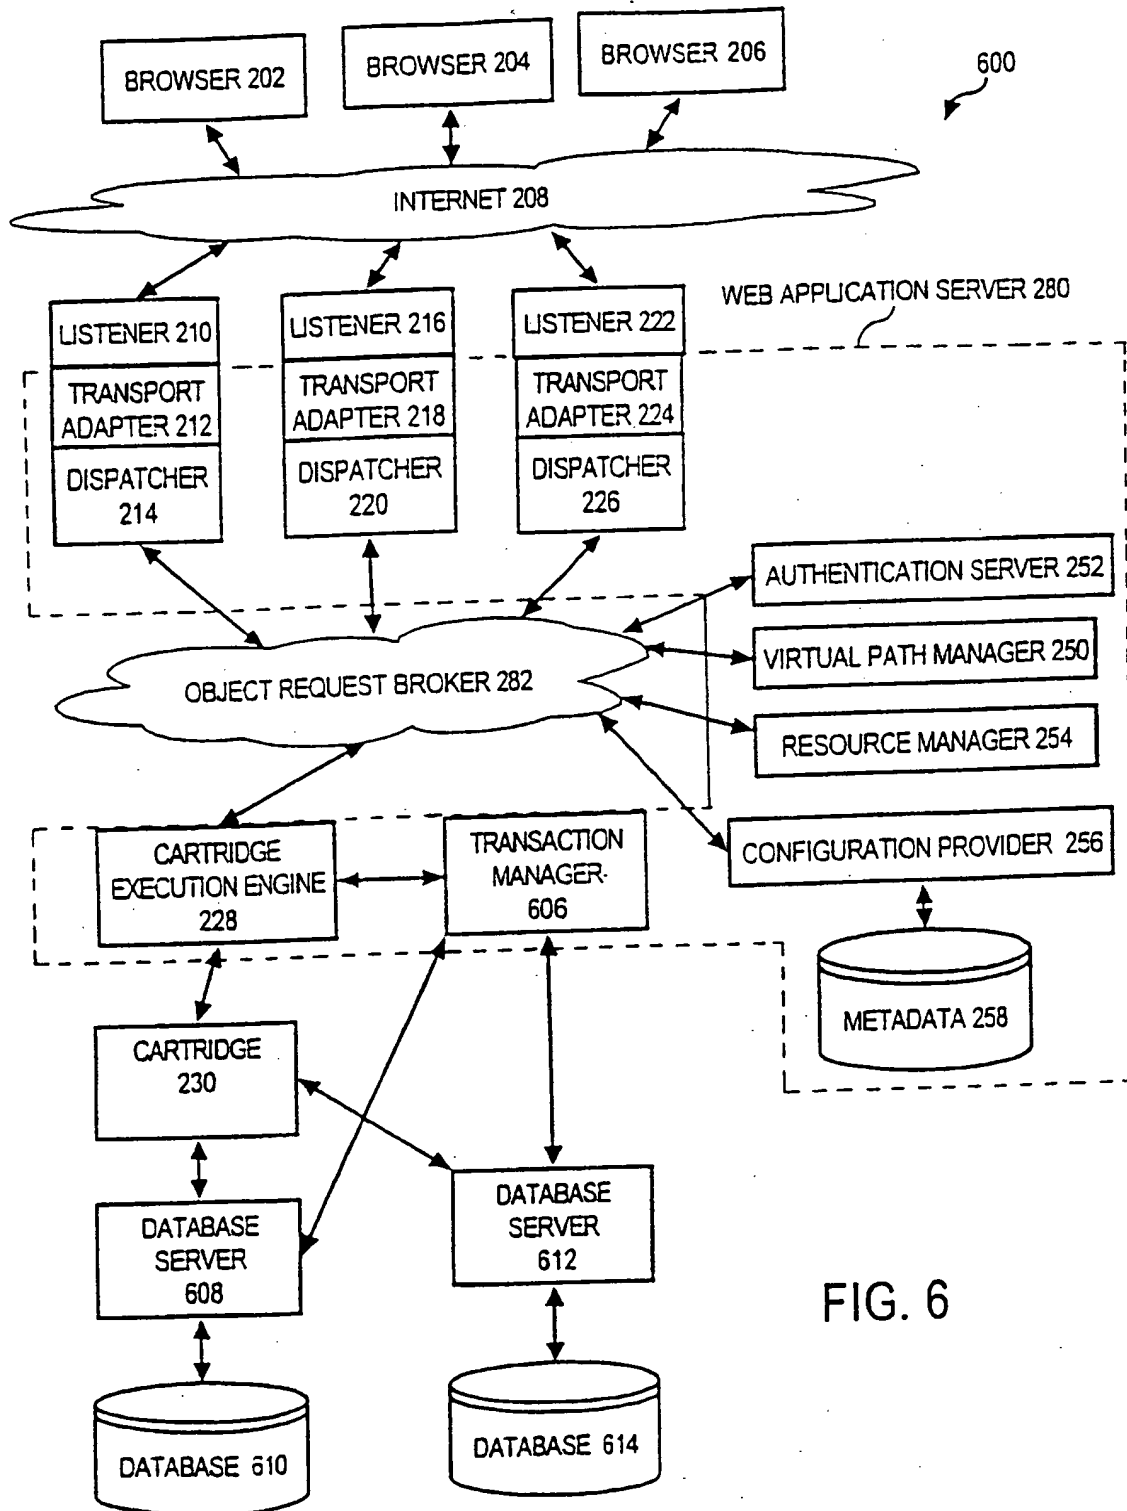 BROWSER 202
BROWSER 204
BROWSER 206
600
INTERNET 208
WEB APPLICATION SERVER 280
LISTENER 210
LISTENER 216
LISTENER 222
TRANSPORT
ADAPTER 212
TRANSPORT
ADAPTER 218
TRANSPORT
ADAPTER 224
DISPATCHER
214
DISPATCHER
220
DISPATCHER
226
AUTHENTICATION SERVER 252
VIRTUAL PATH MANAGER 250
OBJECT REQUEST BROKER 282
RESOURCE MANAGER 254
CARTRIDGE
EXECUTION ENGINE
228
TRANSACTION
MANAGER
606
CONFIGURATION PROVIDER 256
METADATA 258
CARTRIDGE
230
DATABASE
SERVER
608
DATABASE
SERVER
612
FIG. 6
DATABASE 610
DATABASE 614